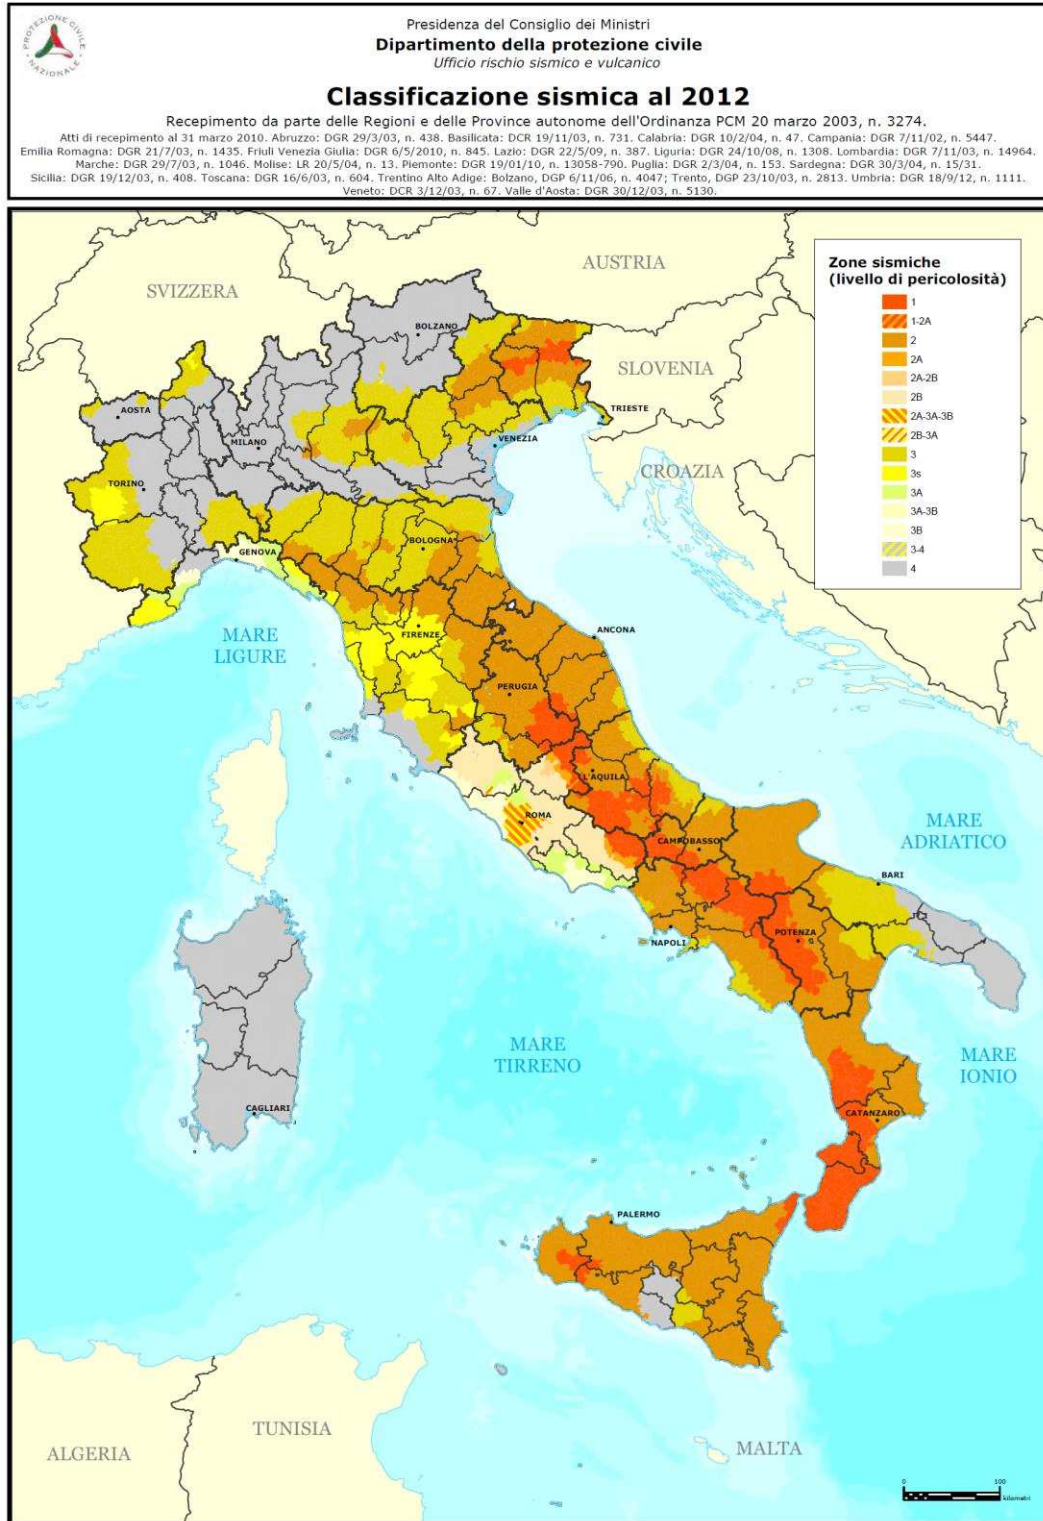 PROTEZIONE CIVILE
NAZIONALE
Presidenza del Consiglio dei Ministri
Dipartimento della protezione civile
Ufficio rischio sismico e vulcanico
Classificazione sismica al 2012
Recepimento da parte delle Regioni e delle Province autonome dell'Ordinanza PCM 20 marzo 2003, n. 3274.
Atti di recepimento al 31 marzo 2010. Abruzzo: DGR 29/3/03, n. 438. Basilicata: DCR 19/11/03, n. 731. Calabria: DGR 10/2/04, n. 47. Campania: DGR 7/11/02, n. 5447.
Emilia Romagna: DGR 21/7/03, n. 1435. Friuli Venezia Giulia: DGR 6/5/2010, n. 845. Lazio: DGR 22/5/09, n. 387. Liguria: DGR 24/10/08, n. 1308. Lombardia: DGR 7/11/03, n. 14964.
Marche: DGR 29/7/03, n. 1046. Molise: LR 20/5/04, n. 13. Piemonte: DGR 19/01/10, n. 13058-790. Puglia: DGR 2/3/04, n. 153. Sardegna: DGR 30/3/04, n. 15/31.
Sicilia: DGR 19/12/03, n. 408. Toscana: DGR 16/6/03, n. 604. Trentino Alto Adige: Bolzano, DGP 6/11/06, n. 4047; Trento, DGP 23/10/03, n. 2813. Umbria: DGR 18/9/12, n. 1111.
Veneto: DCR 3/12/03, n. 67. Valle d'Aosta: DGR 30/12/03, n. 5130.
AUSTRIA
SVIZZERA
Zone sismiche
(livello di pericolosità)
1
1-2A
2
2A
2A-2B
2B
2A-3A-3B
2B-3A
3
3s
3A
3A-3B
3B
3-4
4
BOLZANO
SLOVENIA
AOSTA
TRIESTE
MILANO
VENEZIA
CROAZIA
TORINO
BOLOGNA
GENOVA
MARE
LIGURE
FIRENZE
ANCONA
PERUGIA
L'AQUILA
ROMA
MARE
ADRIATICO
CAMPOBASSO
BARI
NAPOLI
POTENZA
MARE
TIRRENO
MARE
IONIO
CAGLIARI
CATANZARO
PALERMO
TUNISIA
ALGERIA
MALTA
0 100
kilometri